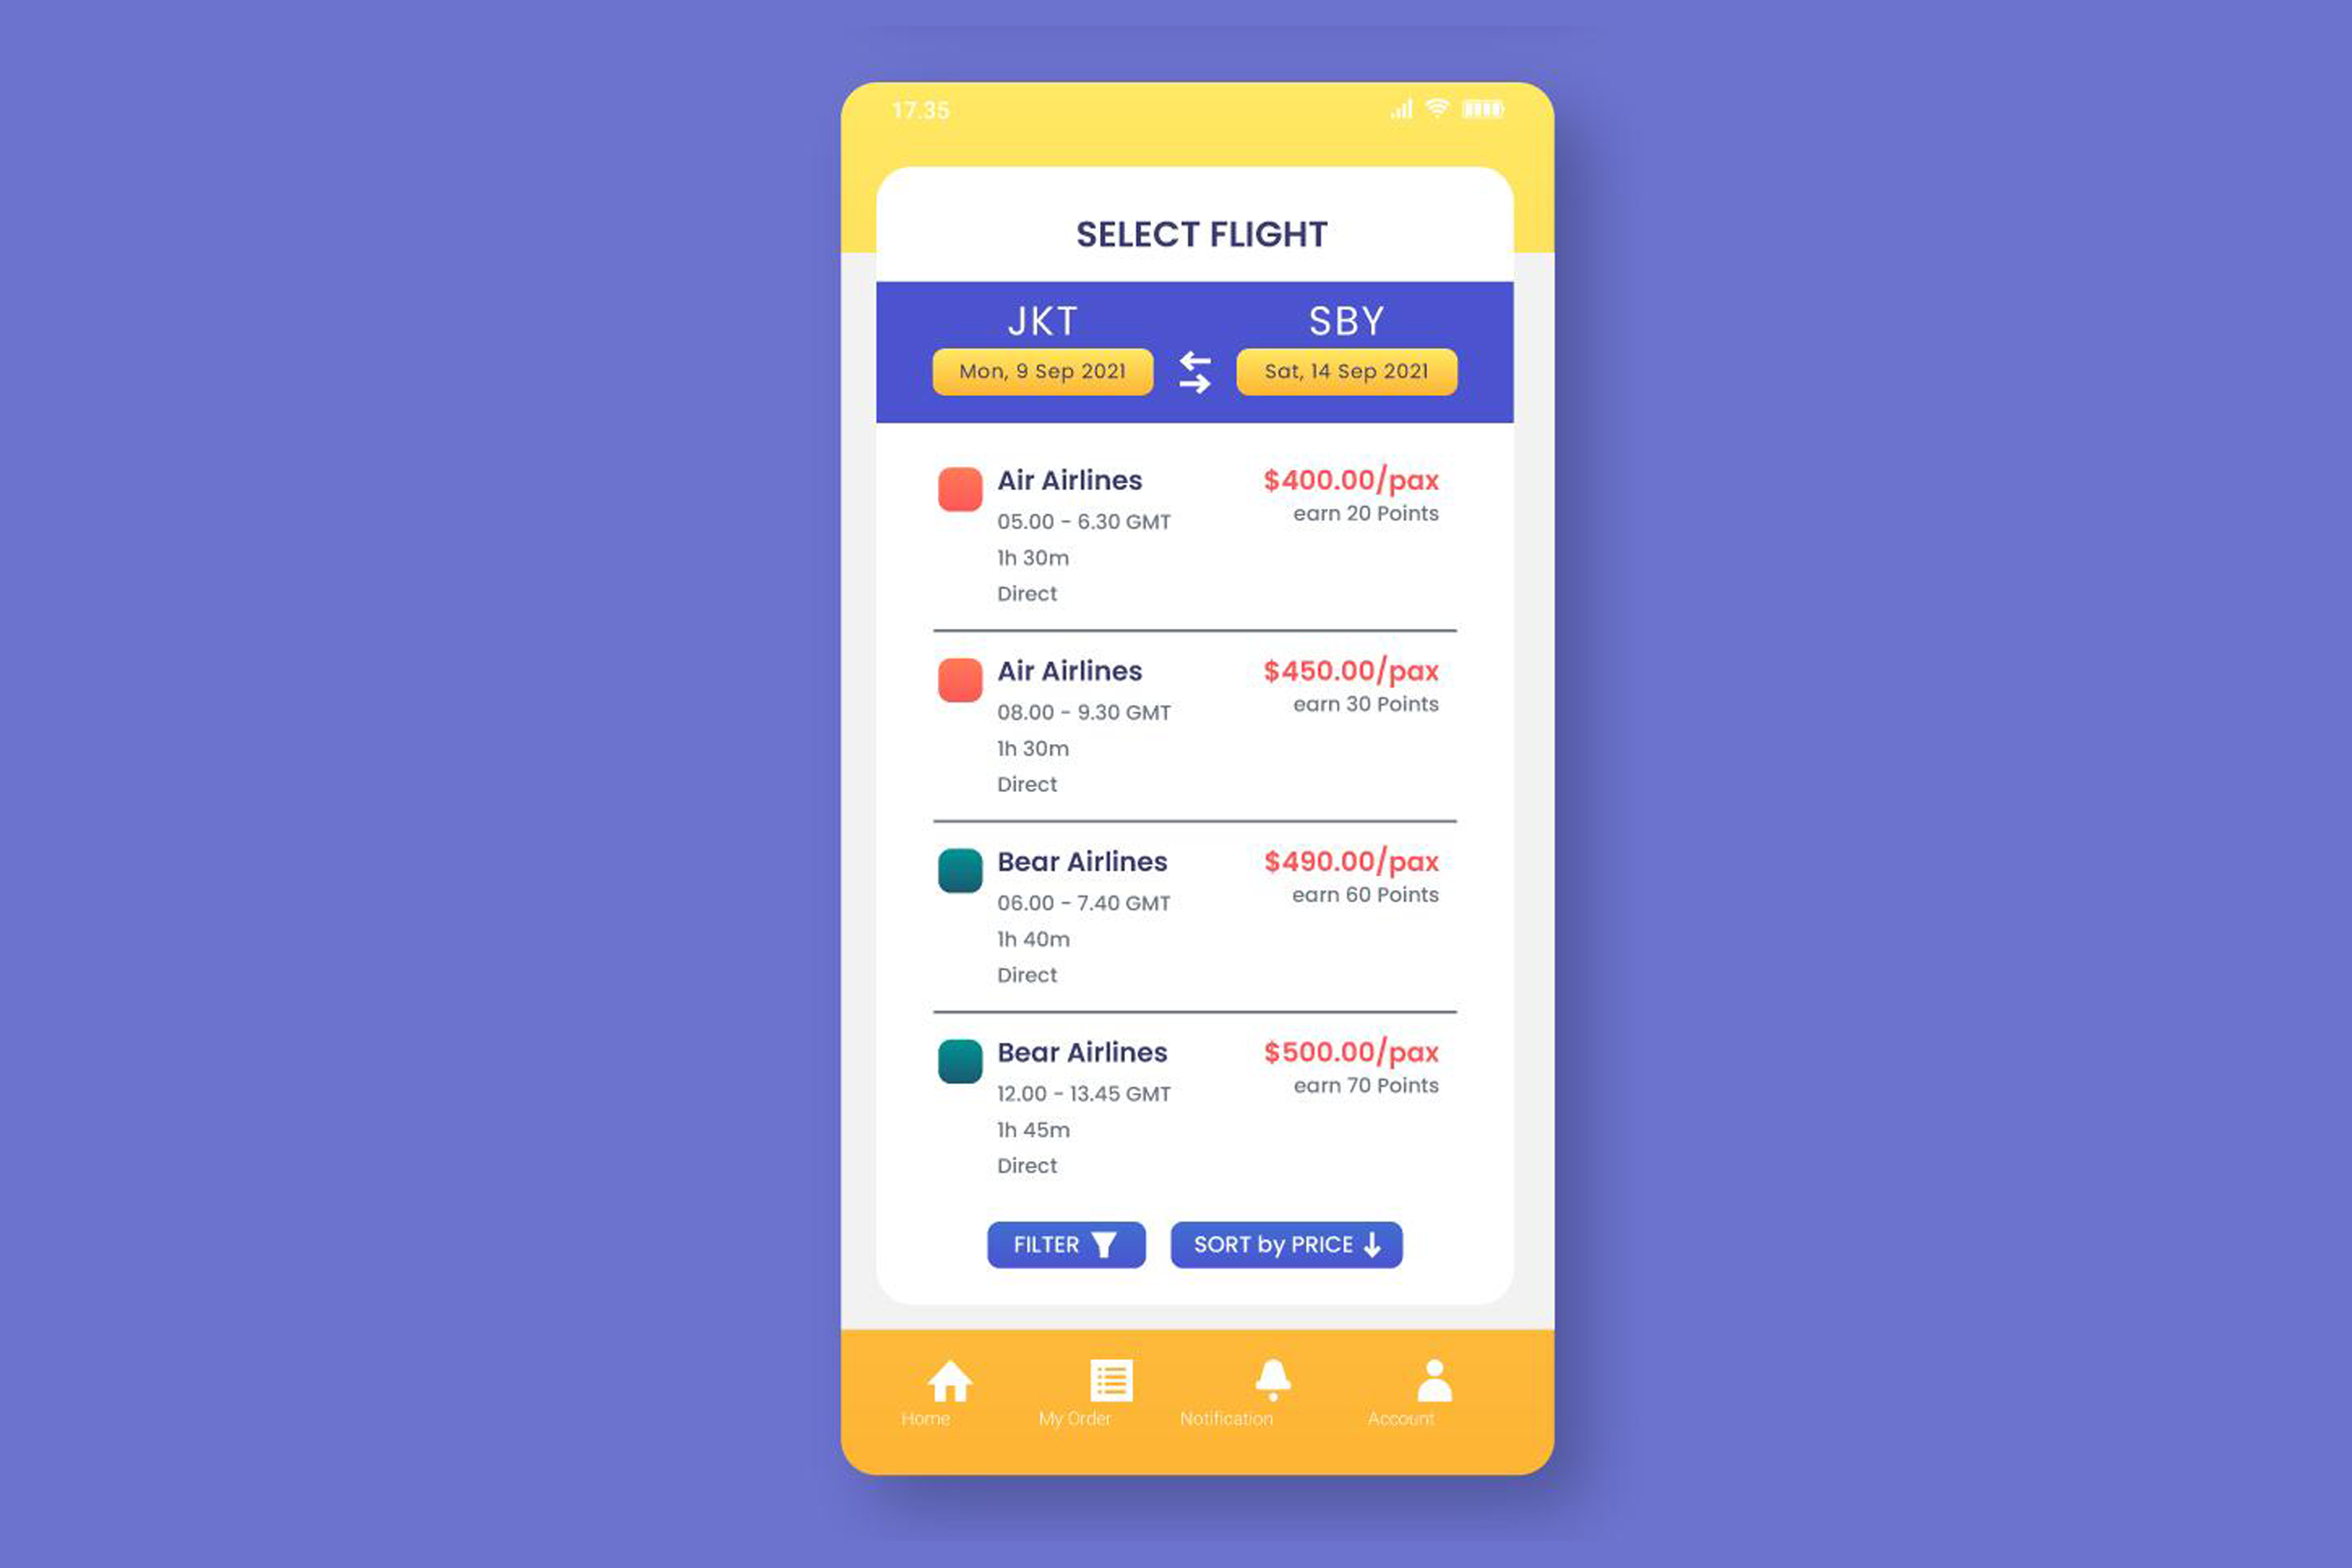 17.35
SELECT FLIGHT
JKT
SBY
Mon, 9 Sep 2021
Sat, 14 Sep 2021
Air Airlines
$400.00/pax
earn 20 Points
05.00 - 6.30 GMT
1h 30m
Direct
Air Airlines
$450.00/pax
earn 30 Points
08.00 - 9.30 GMT
1h 30m
Direct
Bear Airlines
$490.00/pax
earn 60 Points
06.00 - 7.40 GMT
1h 40m
Direct
Bear Airlines
$500.00/pax
earn 70 Points
12.00 - 13.45 GMT
1h 45m
Direct
FILTER
SORT by PRICE
Home
My Order
Notification
Account